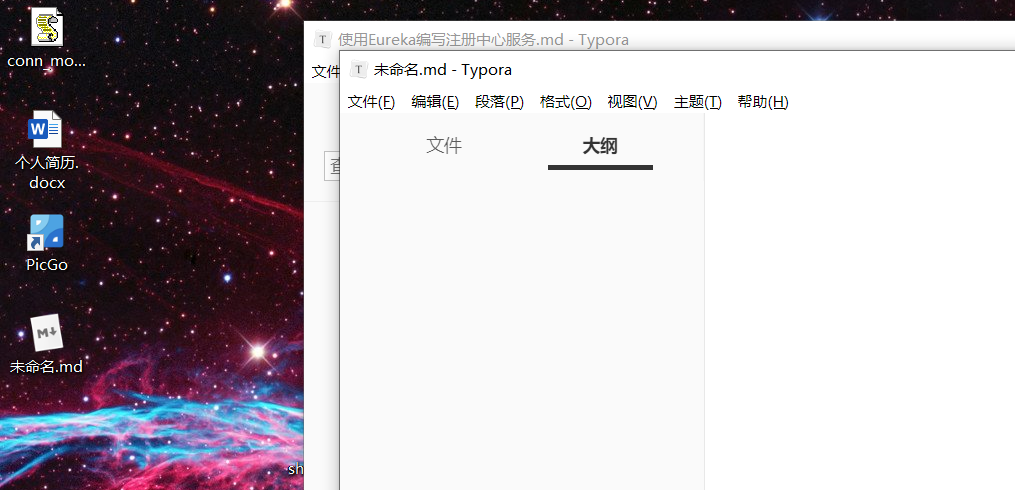 conn_mo...
个人简历.
docx
PicGo
未命名.md
sh
使用Eureka编写注册中心服务.md - Typora
文件
查
未命名.md - Typora
文件(F) 编辑(E) 段落(P) 格式(O) 视图(V) 主题(T) 帮助(H)
文件 大纲